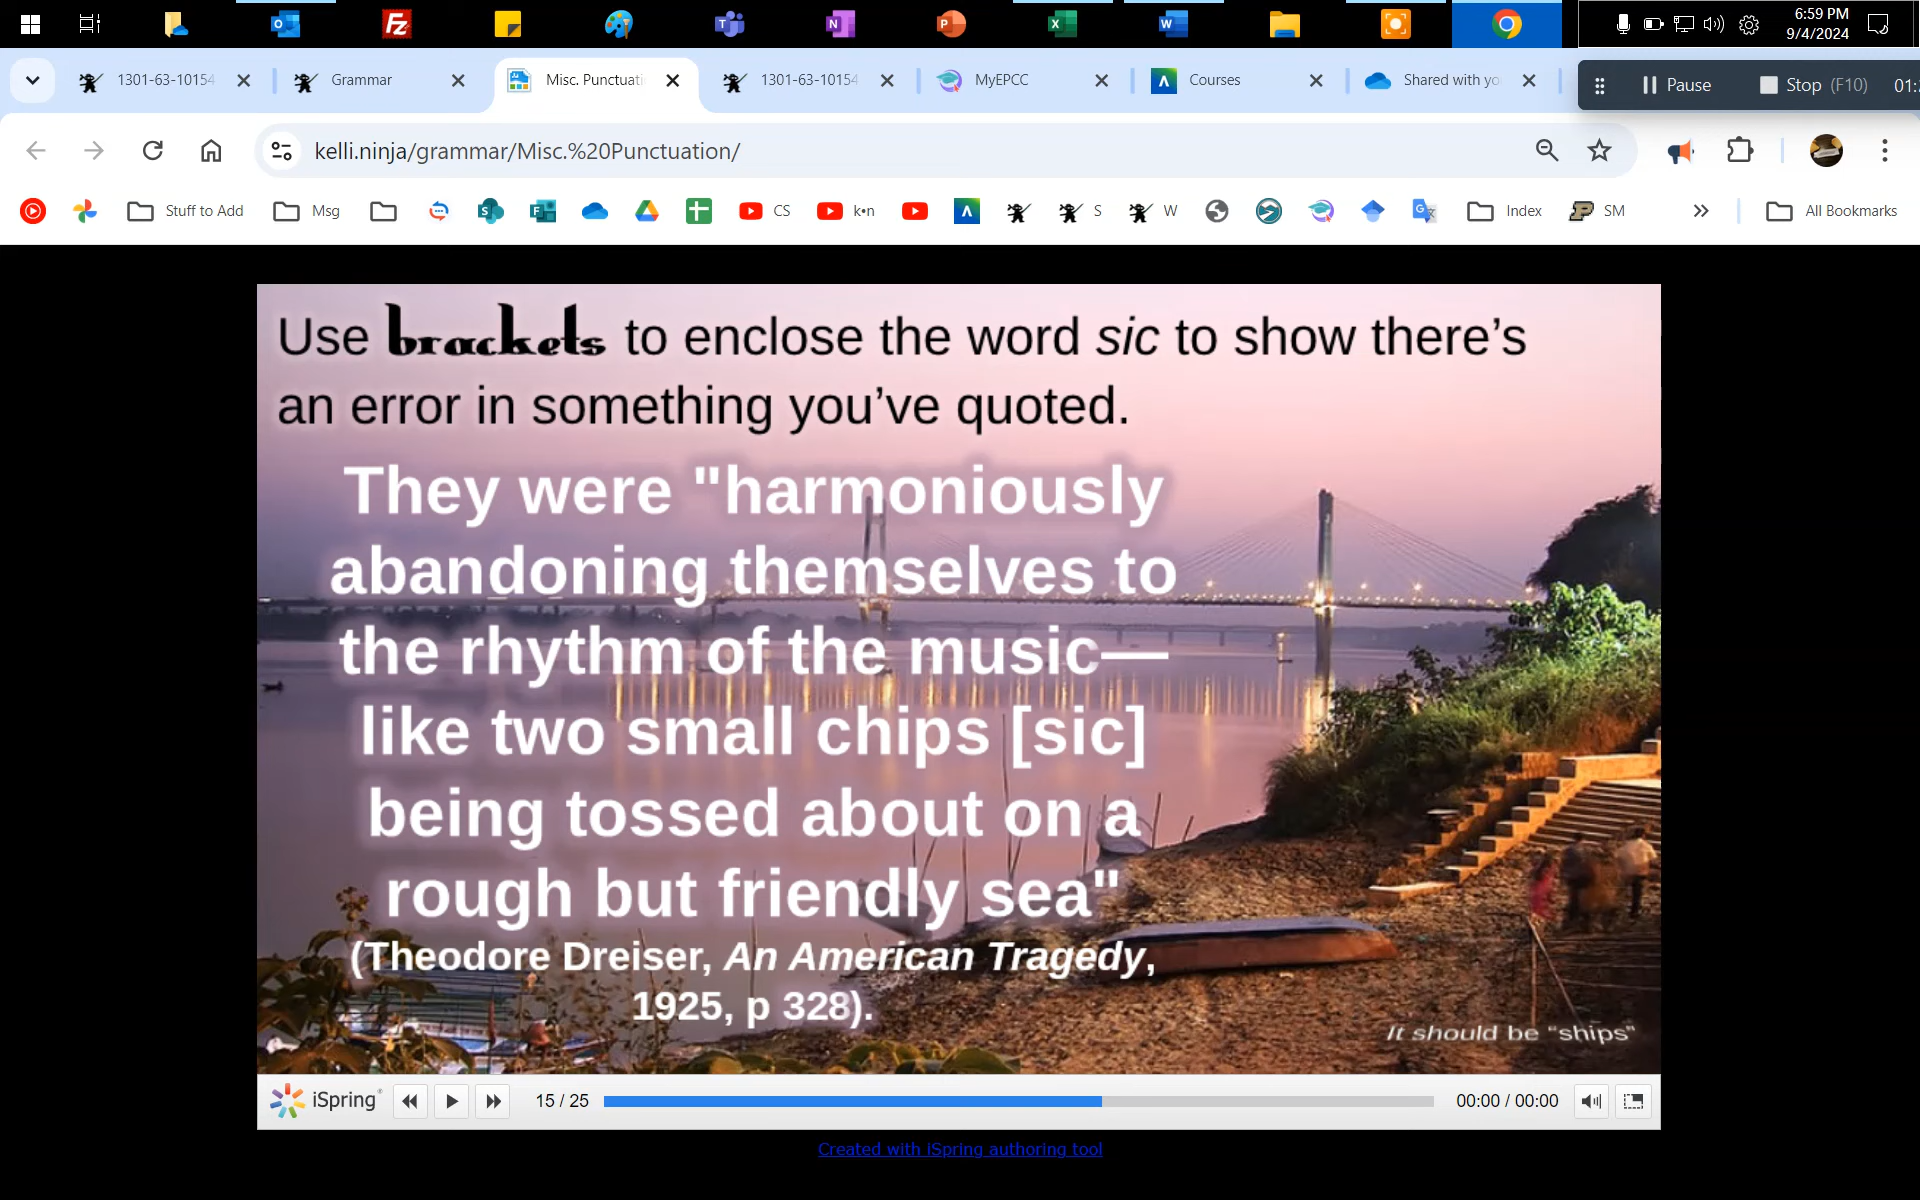 6:59 PM
9/4/2024
1301-63-10154
Grammar
Misc. Punctuati
1301-63-10154
MyEPCC
Courses
Shared with yo
Pause
Stop (F10)
01:
kelli.ninja/grammar/Misc.%20Punctuation/
Stuff to Add
Msg
CS
k•n
S
W
Index
SM
All Bookmarks
Use brackets to enclose the word sic to show there’s
an error in something you’ve quoted.
They were "harmoniously
abandoning themselves to
the rhythm of the music—
like two small chips [sic]
being tossed about on a
rough but friendly sea"
(Theodore Dreiser, An American Tragedy,
1925, p 328).
It should be “ships”
iSpring
15 / 25
00:00 / 00:00
Created with iSpring authoring tool